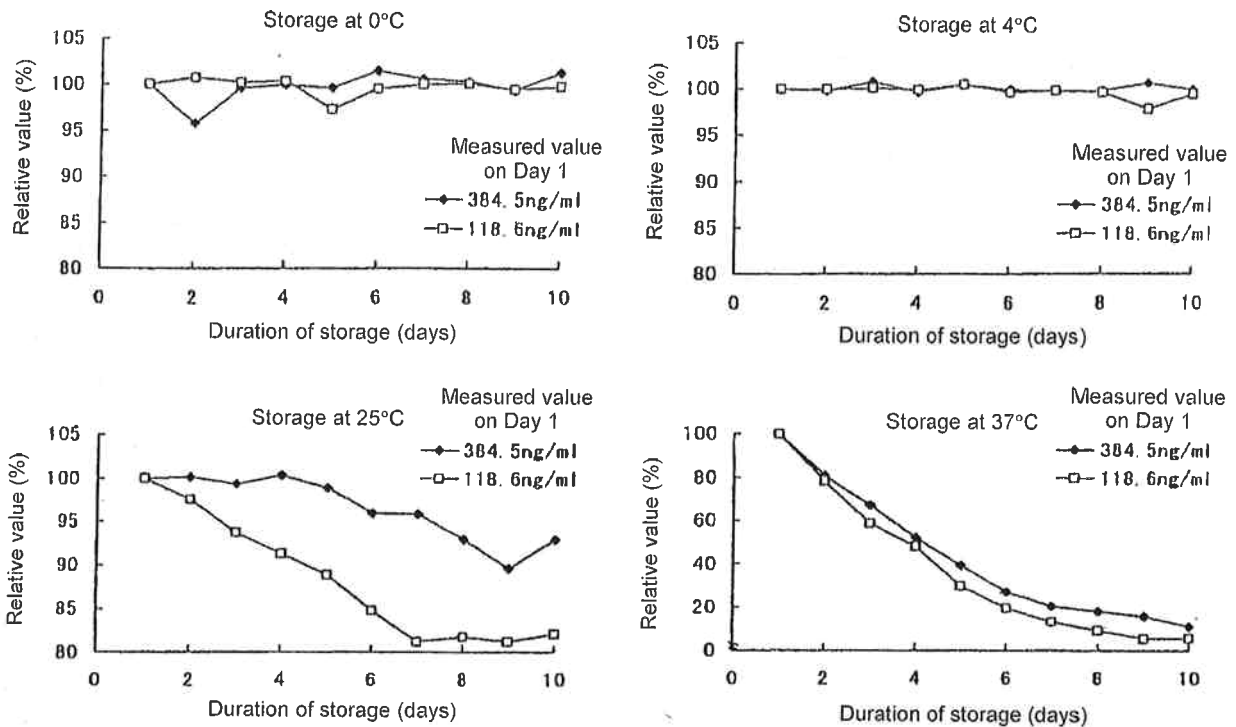 Storage at 0°C
105
100
95
90
85
80
Relative value (%)
Measured value
on Day 1
384. 5ng/ml
118. 6ng/ml
0 2 4 6 8 10
Duration of storage (days)
Storage at 4°C
105
100
95
90
85
80
Relative value (%)
Measured value
on Day 1
384. 5ng/ml
118. 6ng/ml
0 2 4 6 8 10
Duration of storage (days)
Storage at 25°C
Measured value
on Day 1
384. 5ng/ml
118. 6ng/ml
105
100
95
90
85
80
Relative value (%)
0 2 4 6 8 10
Duration of storage (days)
Storage at 37°C
Measured value
on Day 1
384. 5ng/ml
118. 6ng/ml
100
80
60
40
20
0
Relative value (%)
0 2 4 6 8 10
Duration of storage (days)